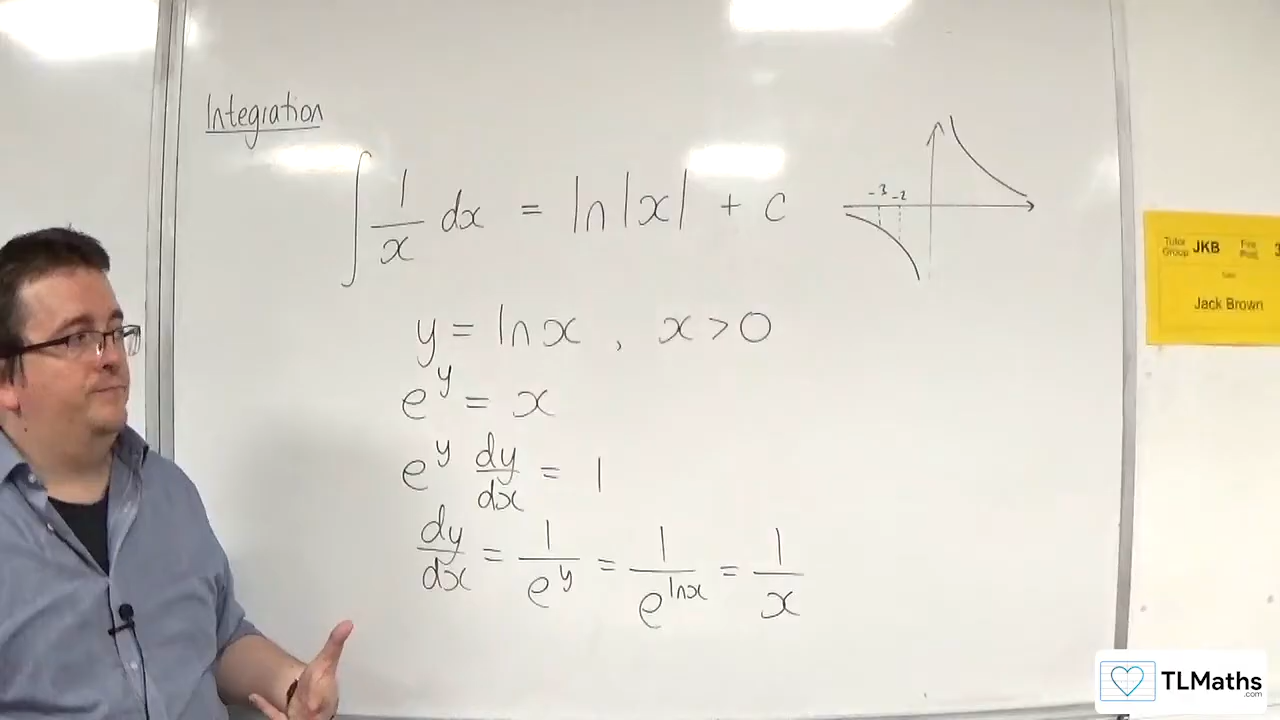 Integration
∫ 1/x dx = ln|x| + c
-3 -2
y = ln x , x > 0
e^y = x
e^y dy/dx = 1
dy/dx = 1/e^y = 1/e^(ln x) = 1/x
Tutor Group JKB
Jack Brown
TLMaths
.com